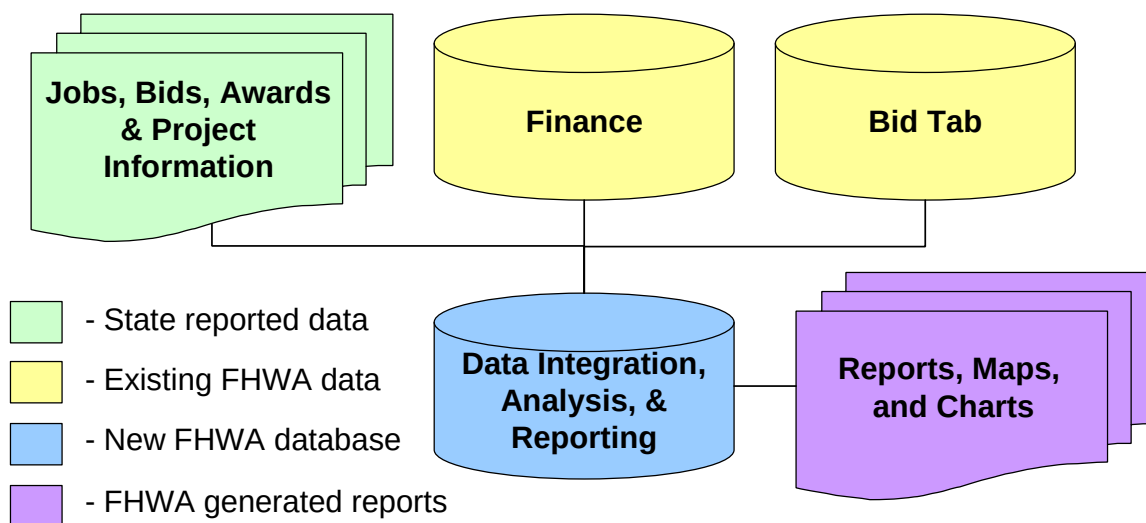 Jobs, Bids, Awards
& Project
Information
Finance
Bid Tab
- State reported data
- Existing FHWA data
- New FHWA database
- FHWA generated reports
Data Integration,
Analysis, &
Reporting
Reports, Maps,
and Charts